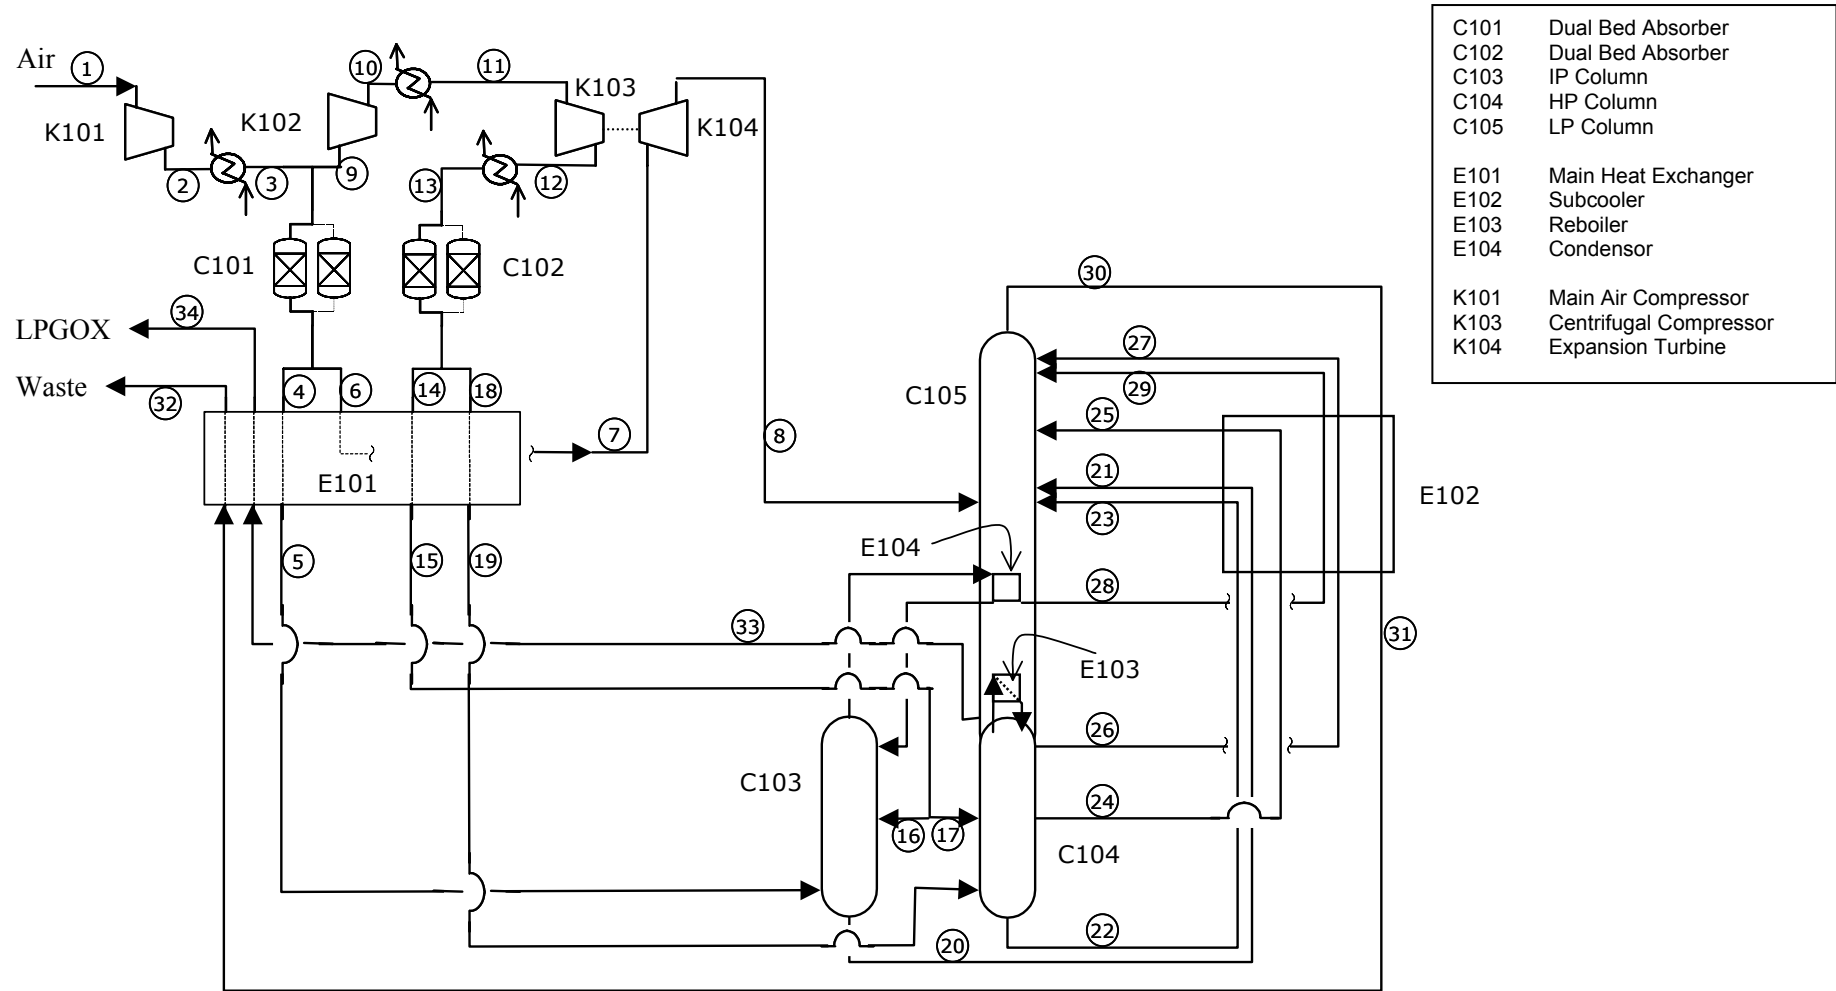 Air
1
K101
2
3
K102
9
10
11
K103
K104
12
13
C101
C102
LPGOX
34
Waste
32
4
6
14
18
E101
7
8
5
15
19
30
C105
27
29
25
21
23
E102
E104
28
33
31
E103
26
C103
24
16
17
C104
22
20
C101 Dual Bed Absorber
C102 Dual Bed Absorber
C103 IP Column
C104 HP Column
C105 LP Column
E101 Main Heat Exchanger
E102 Subcooler
E103 Reboiler
E104 Condensor
K101 Main Air Compressor
K103 Centrifugal Compressor
K104 Expansion Turbine